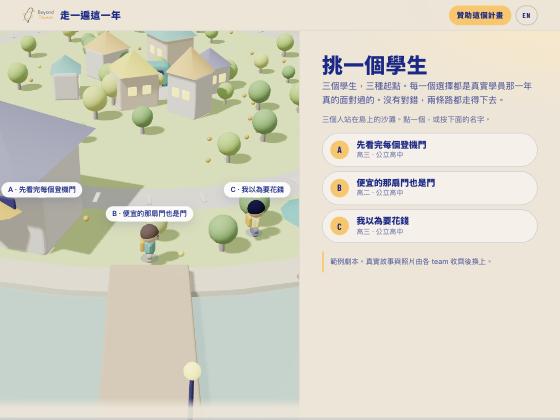 Beyond
走一遍這一年
贊助這個計畫
EN
A · 先看完每個登機門
B · 便宜的那扇門也是門
C · 我以為要花錢
挑一個學生
三個學生，三種起點。每一個選擇都是真實學員那一年
真的面對過的。沒有對錯，兩條路都走得下去。
三個人站在島上的沙灘。點一個，或按下面的名字。
A
先看完每個登機門
高三 · 公立高中
B
便宜的那扇門也是門
高二 · 公立高中
C
我以為要花錢
高三 · 公立高中
範例劇本。真實故事與照片由各 team 收齊後換上。